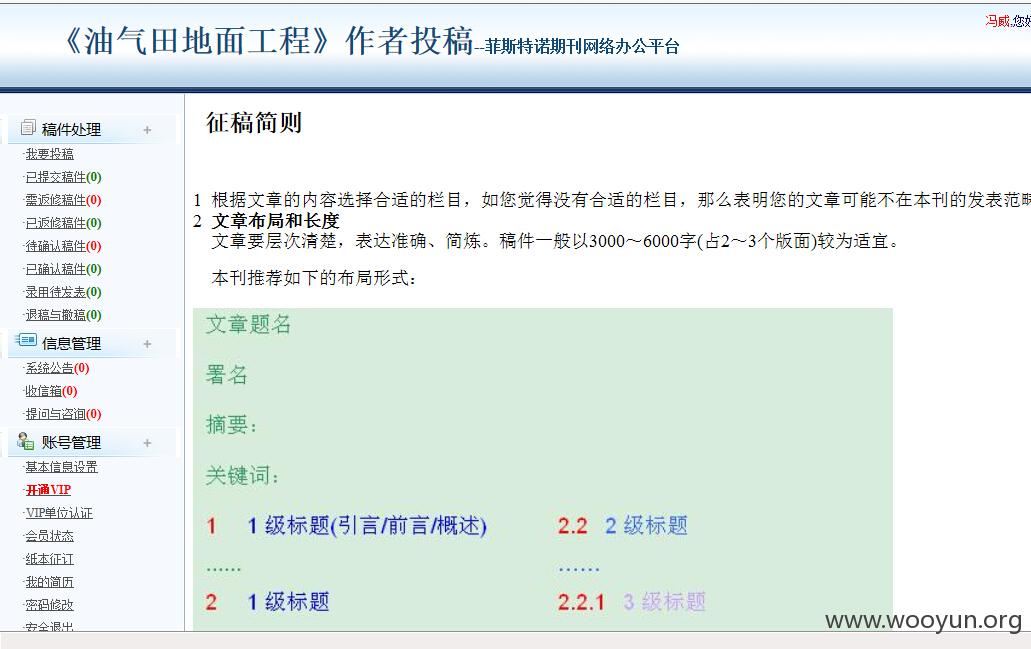 《油气田地面工程》作者投稿--菲斯特诺期刊网络办公平台
冯威,您好
稿件处理 +
·我要投稿
·已提交稿件(0)
·需返修稿件(0)
·已返修稿件(0)
·待确认稿件(0)
·已确认稿件(0)
·录用待发表(0)
·退稿与撤稿(0)
信息管理 +
·系统公告(0)
·收信箱(0)
·提问与咨询(0)
账号管理 +
·基本信息设置
·开通VIP
·VIP单位认证
·会员状态
·纸本征订
·我的简历
·密码修改
·安全退出
征稿简则
1 根据文章的内容选择合适的栏目，如您觉得没有合适的栏目，那么表明您的文章可能不在本刊的发表范畴
2 文章布局和长度
文章要层次清楚，表达准确、简炼。稿件一般以3000～6000字(占2～3个版面)较为适宜。
本刊推荐如下的布局形式：
文章题名
署名
摘要：
关键词：
1 1 级标题(引言/前言/概述)
……
2 1 级标题
2.2 2 级标题
……
2.2.1 3 级标题
www.wooyun.org